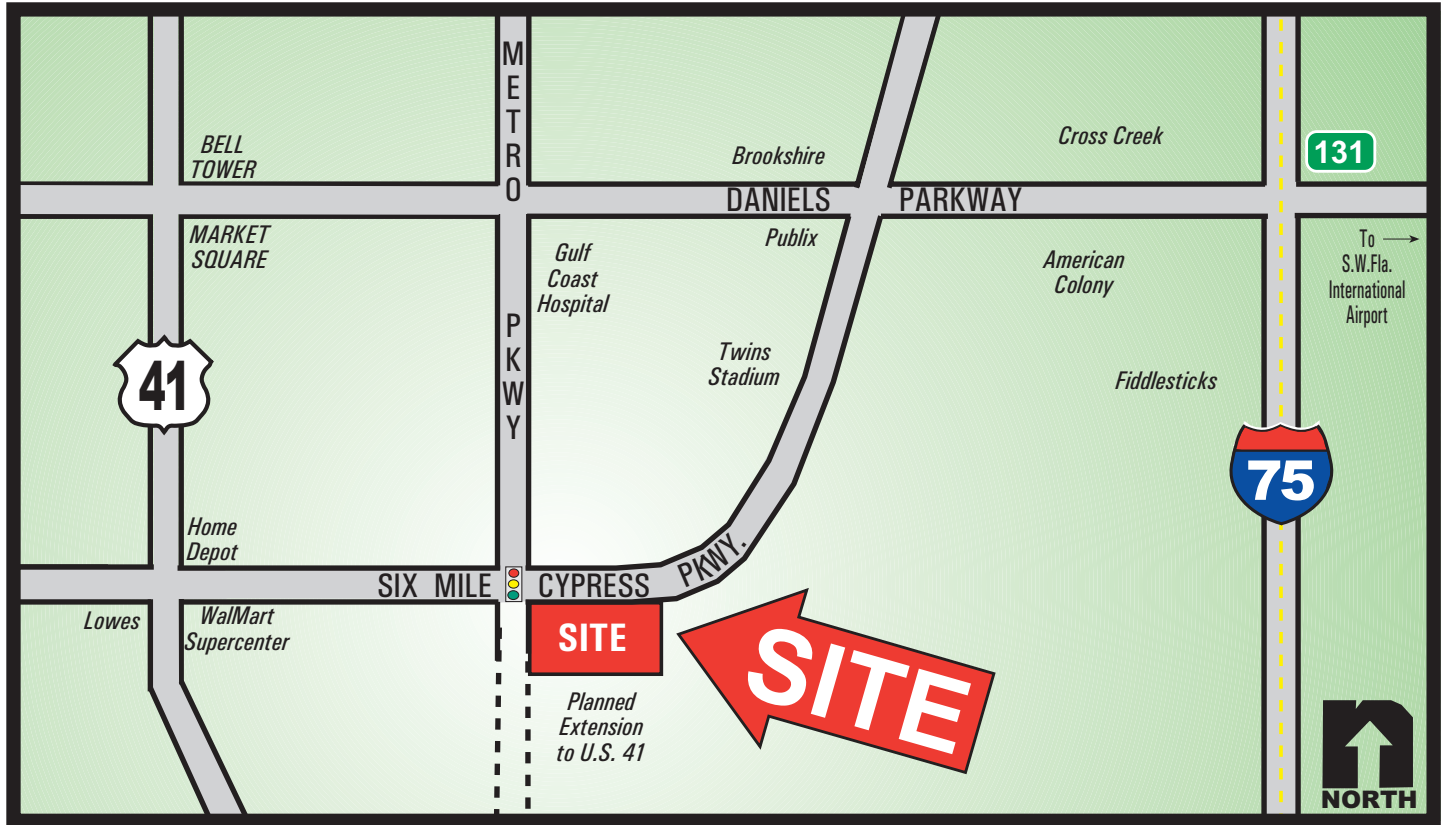 METRO
PKWY
BELL
TOWER
Brookshire
Cross Creek
131
DANIELS PARKWAY
MARKET
SQUARE
Gulf
Coast
Hospital
Publix
American
Colony
To
S.W.Fla.
International
Airport
41
Twins
Stadium
Fiddlesticks
75
Home
Depot
SIX MILE CYPRESS PKWY.
Lowes
WalMart
Supercenter
SITE
SITE
Planned
Extension
to U.S. 41
n
NORTH